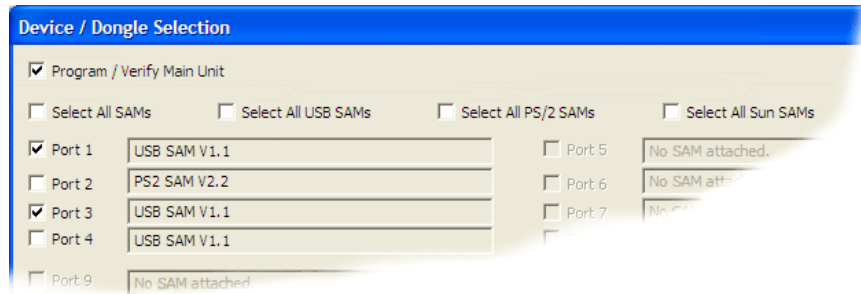 Device / Dongle Selection
Program / Verify Main Unit
Select All SAMs Select All USB SAMs Select All PS/2 SAMs Select All Sun SAMs
Port 1 USB SAM V1.1 Port 5 No SAM attached.
Port 2 PS2 SAM V2.2 Port 6 No SAM
Port 3 USB SAM V1.1 Port 7
Port 4 USB SAM V1.1
Port 9 No SAM attached